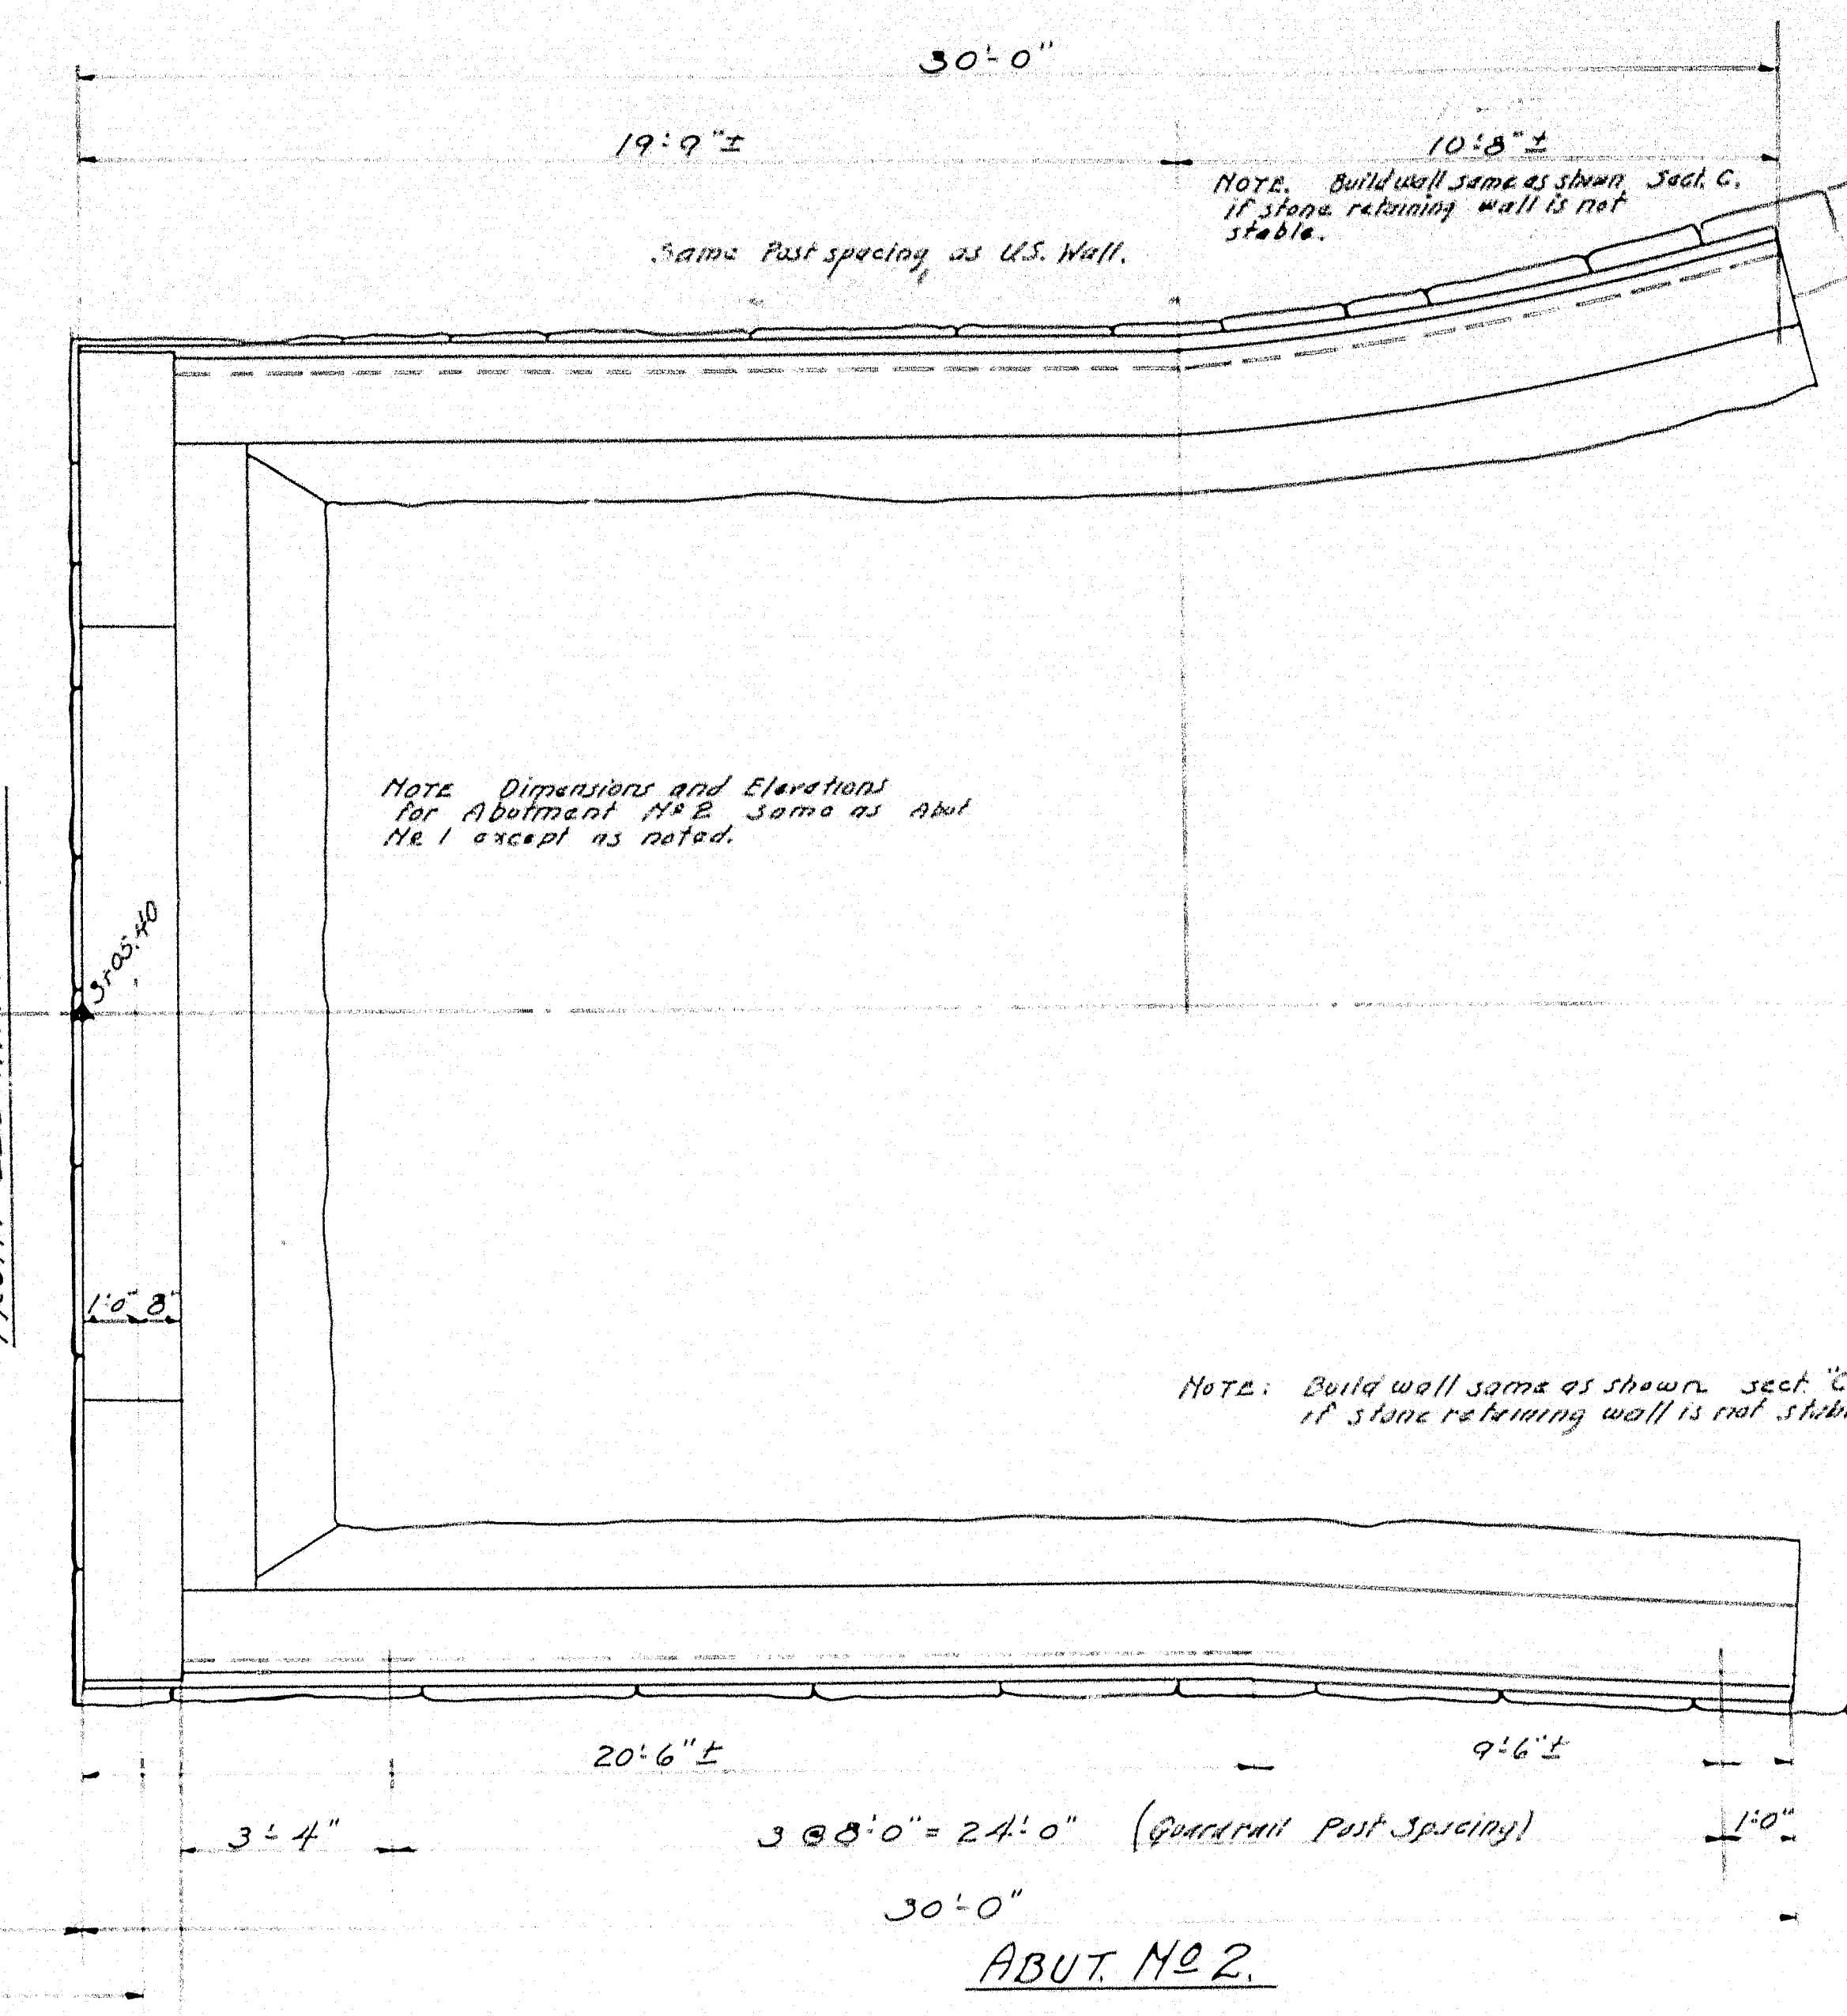 30'-0"
19'-9"± 10'-8"±
NOTE. Build wall same as shown Sect. C.
if stone retaining wall is not
stable.
Same Post spacing as U.S. Wall.
NOTE Dimensions and Elevations
for Abutment Nº 2 same as Abut
Nº 1 except as noted.
3+05.40
1'-0" 8"
NOTE: Build wall same as shown sect. "C
if stone retaining wall is not
20'-6"± 9'-6"±
3'-4" 3 @ 8'-0" = 24'-0" (Guardrail Post Spacing) 1'-0"
30'-0"
ABUT. Nº 2.